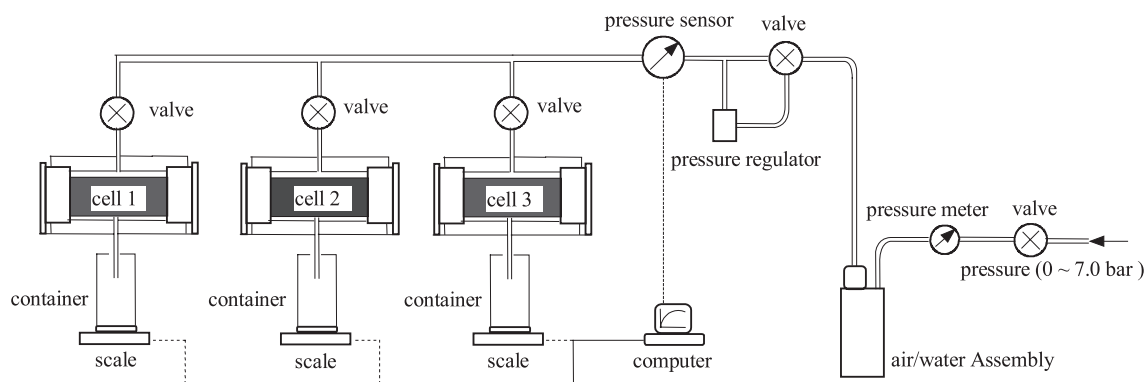 pressure sensor
valve
valve
valve
valve
pressure regulator
cell 1
cell 2
cell 3
pressure meter
valve
pressure (0 ~ 7.0 bar )
container
container
container
scale
scale
scale
computer
air/water Assembly